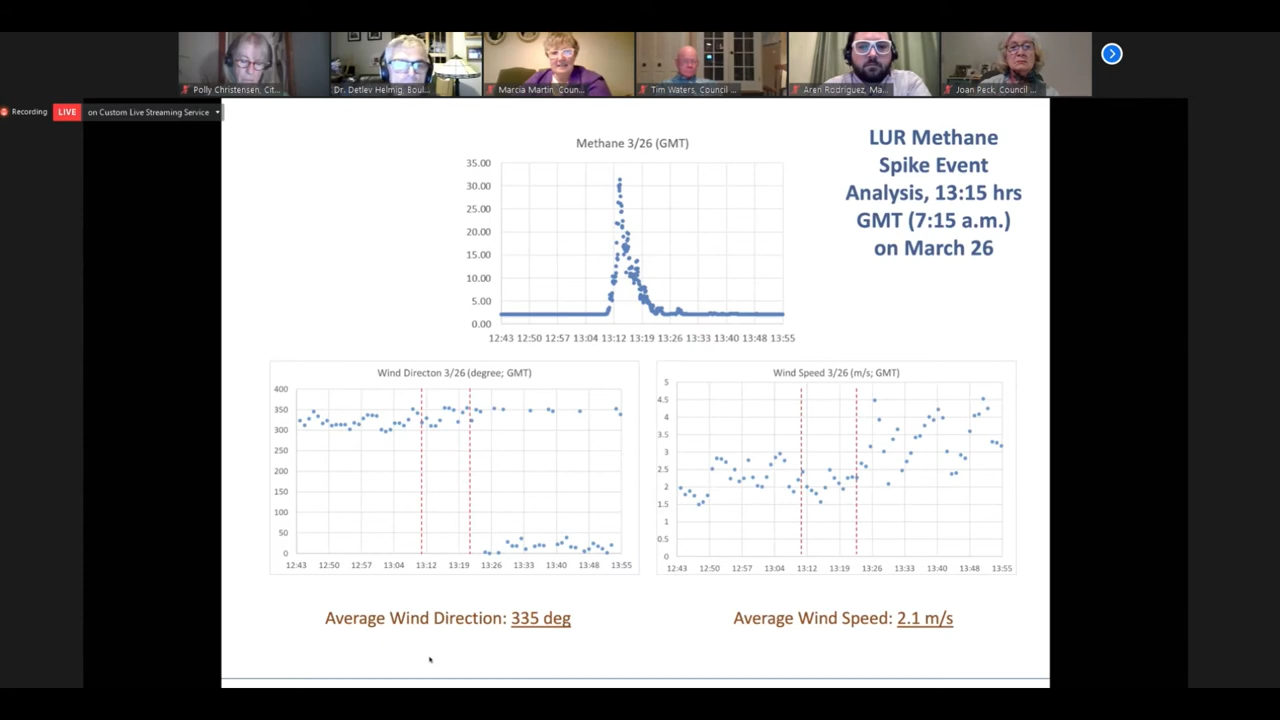 Polly Christensen, Cit...
Dr. Detlev Helmig, Boul...
Marcia Martin, Coun...
Tim Waters, Council ...
Aren Rodriguez, Ma...
Joan Peck, Council ...
Recording
LIVE
on Custom Live Streaming Service
LUR Methane
Spike Event
Analysis, 13:15 hrs
GMT (7:15 a.m.)
on March 26
Methane 3/26 (GMT)
35.00
30.00
25.00
20.00
15.00
10.00
5.00
0.00
12:43 12:50 12:57 13:04 13:12 13:19 13:26 13:33 13:40 13:48 13:55
Wind Directon 3/26 (degree; GMT)
400
350
300
250
200
150
100
50
0
12:43 12:50 12:57 13:04 13:12 13:19 13:26 13:33 13:40 13:48 13:55
Wind Speed 3/26 (m/s; GMT)
5
4.5
4
3.5
3
2.5
2
1.5
1
0.5
0
12:43 12:50 12:57 13:04 13:12 13:19 13:26 13:33 13:40 13:48 13:55
Average Wind Direction: 335 deg
Average Wind Speed: 2.1 m/s